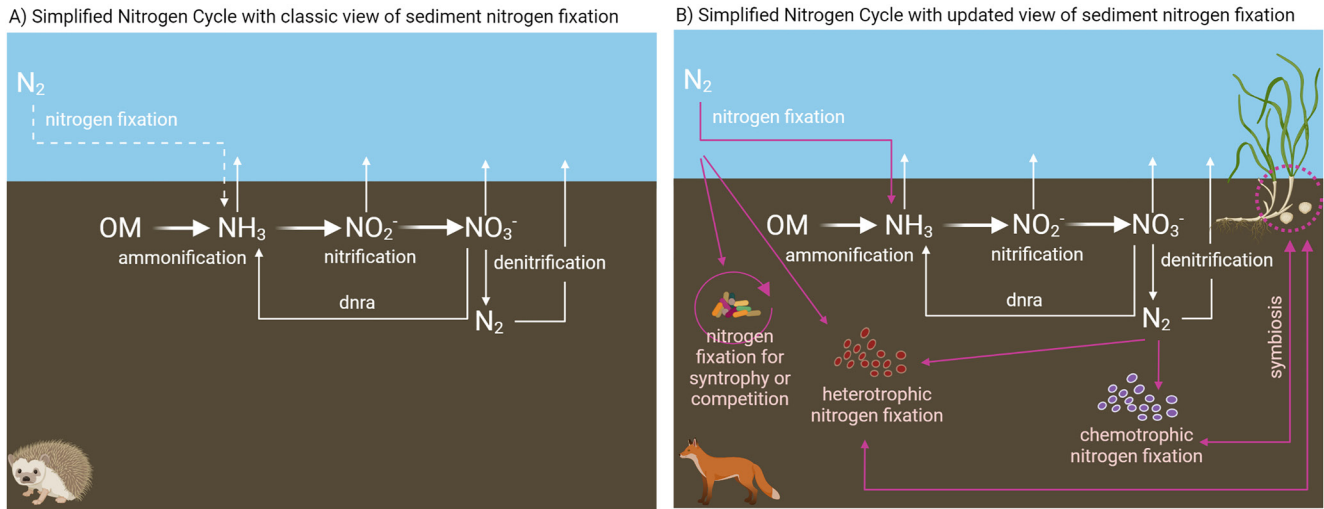 A) Simplified Nitrogen Cycle with classic view of sediment nitrogen fixation
N₂
nitrogen fixation
OM
NH₃
NO₂⁻
NO₃⁻
ammonification
nitrification
denitrification
dnra
N₂
B) Simplified Nitrogen Cycle with updated view of sediment nitrogen fixation
N₂
nitrogen fixation
OM
NH₃
NO₂⁻
NO₃⁻
ammonification
nitrification
denitrification
dnra
N₂
nitrogen
fixation for
syntrophy or
competition
heterotrophic
nitrogen fixation
chemotrophic
nitrogen fixation
symbiosis